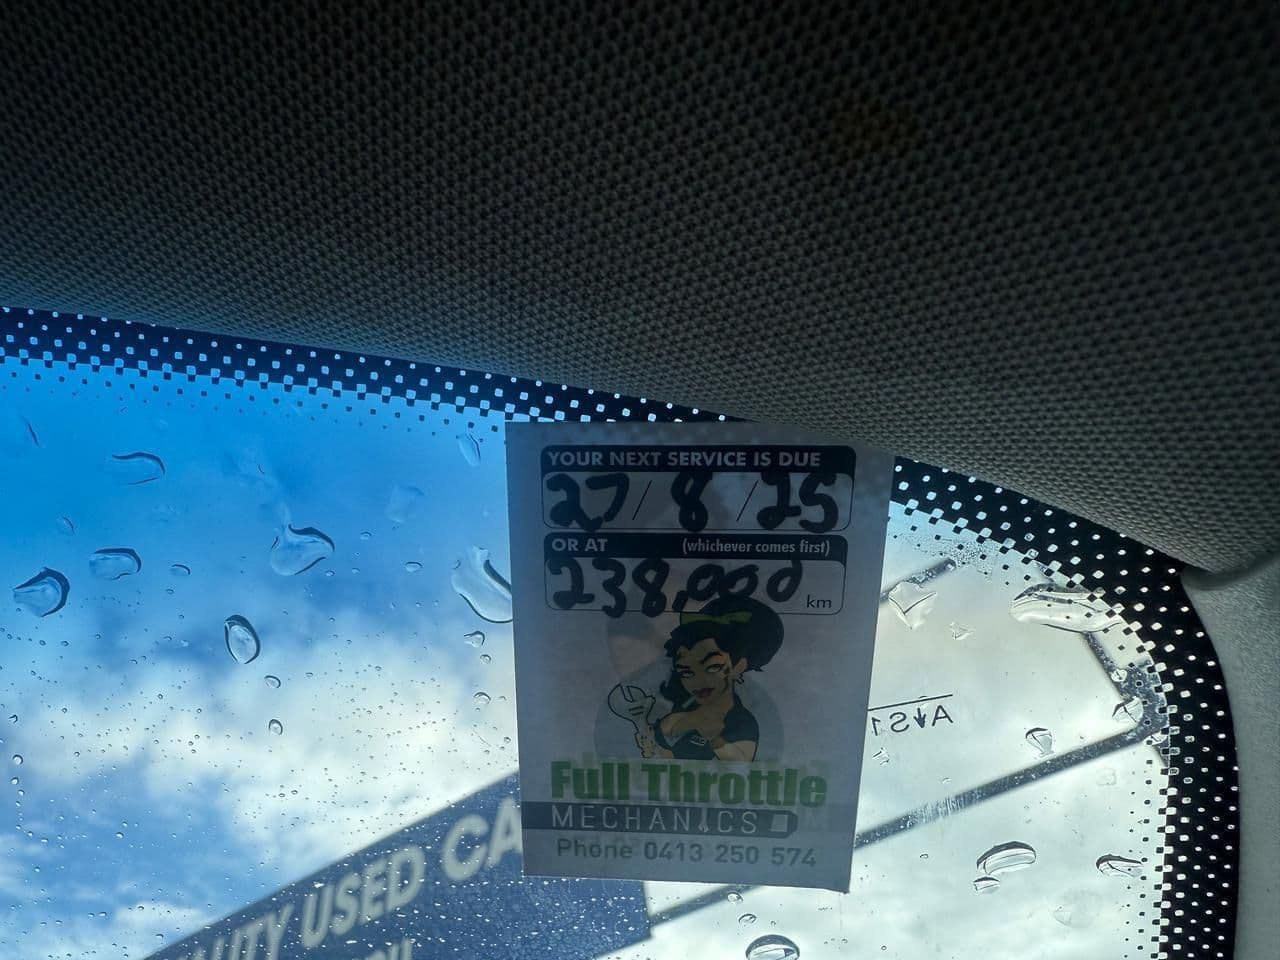 YOUR NEXT SERVICE IS DUE
27/8/25
OR AT (whichever comes first)
238,000 km
Full Throttle
MECHANICS
Phone 0413 250 574
AS1
USED CA